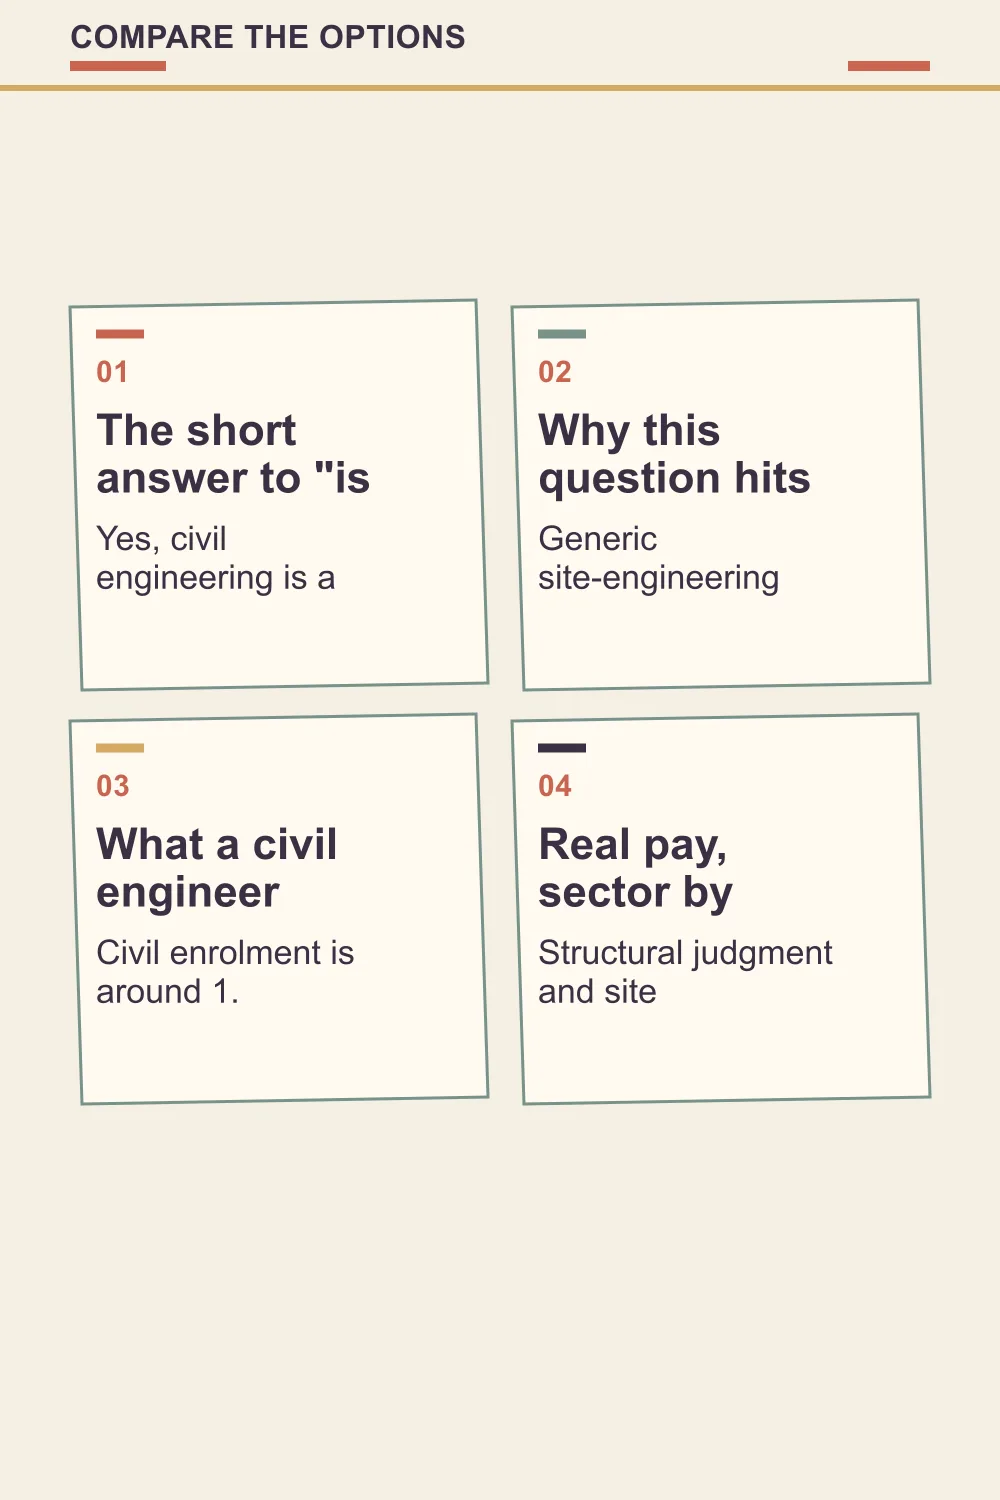 COMPARE THE OPTIONS
01
The short
answer to "is
Yes, civil
engineering is a
02
Why this
question hits
Generic
site-engineering
03
What a civil
engineer
Civil enrolment is
around 1.
04
Real pay,
sector by
Structural judgment
and site